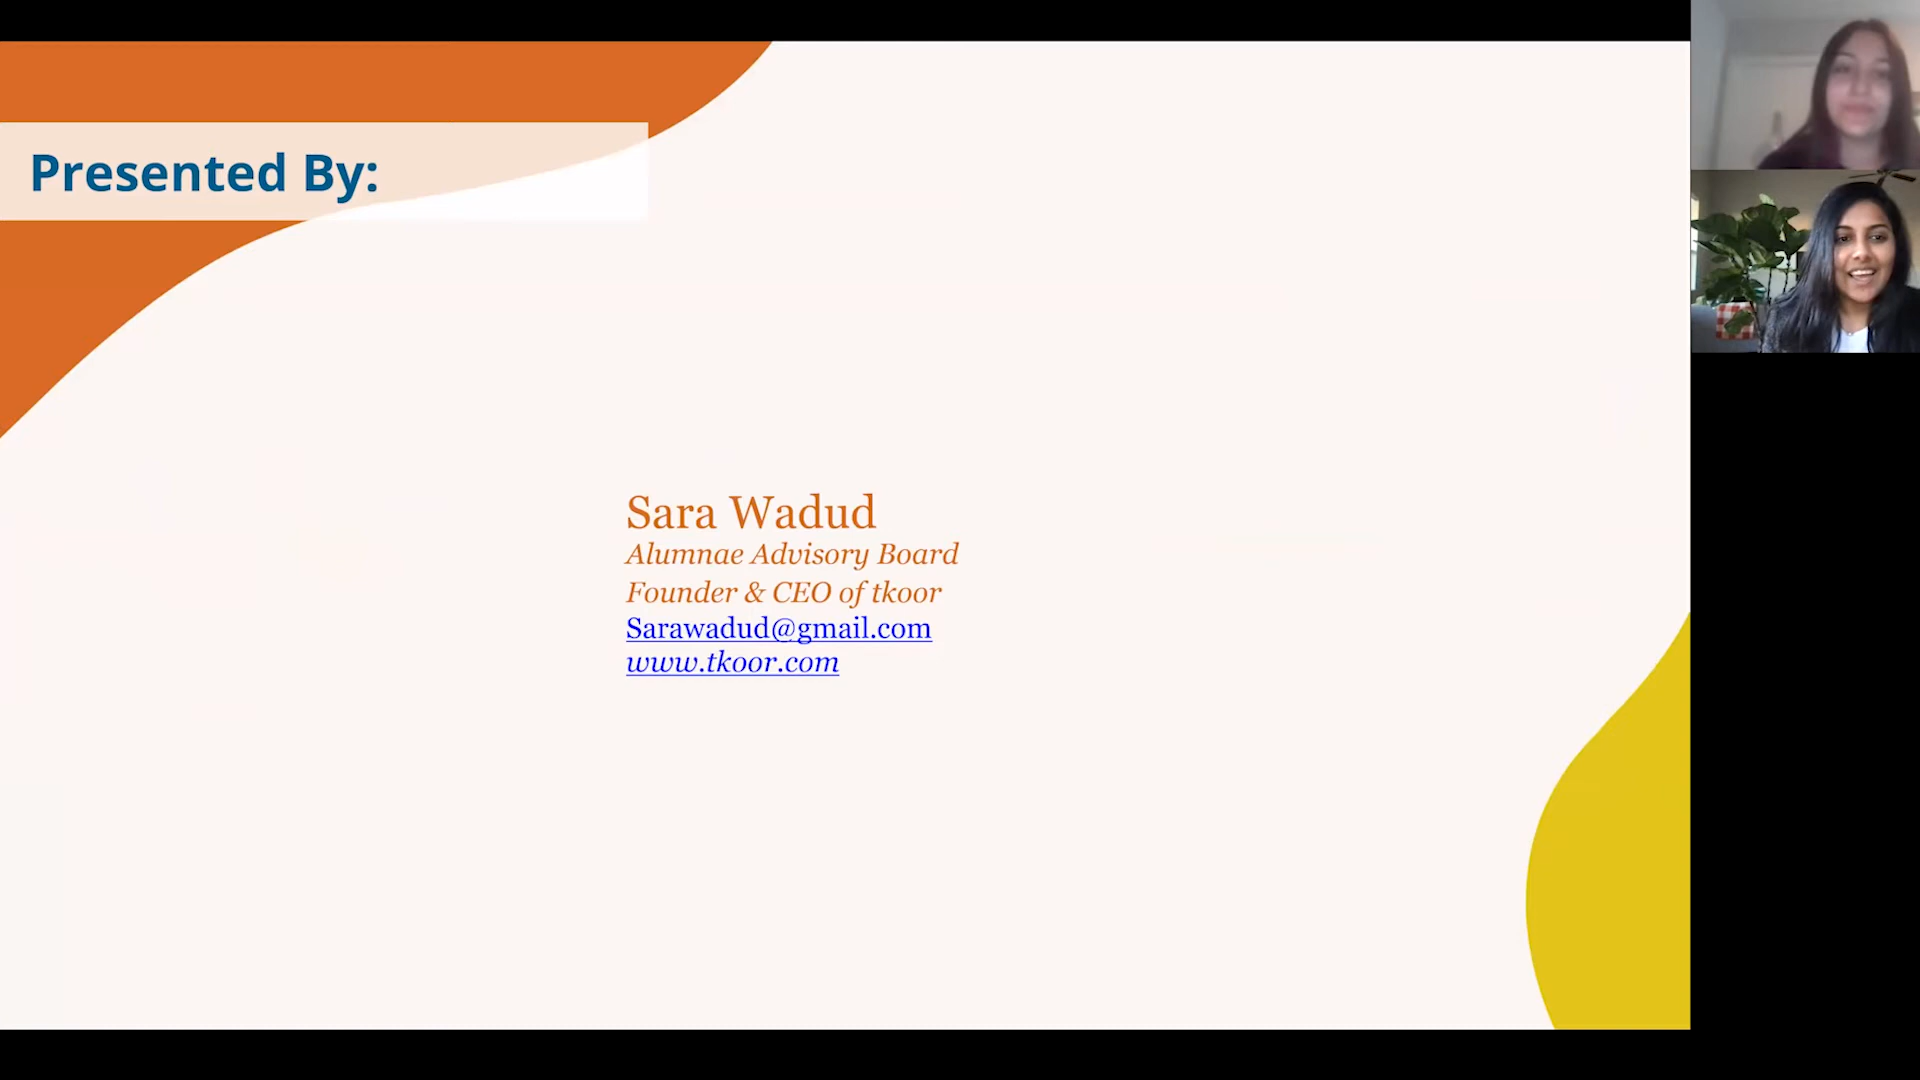 Presented By:
Sara Wadud
Alumnae Advisory Board
Founder & CEO of tkoor
Sarawadud@gmail.com
www.tkoor.com